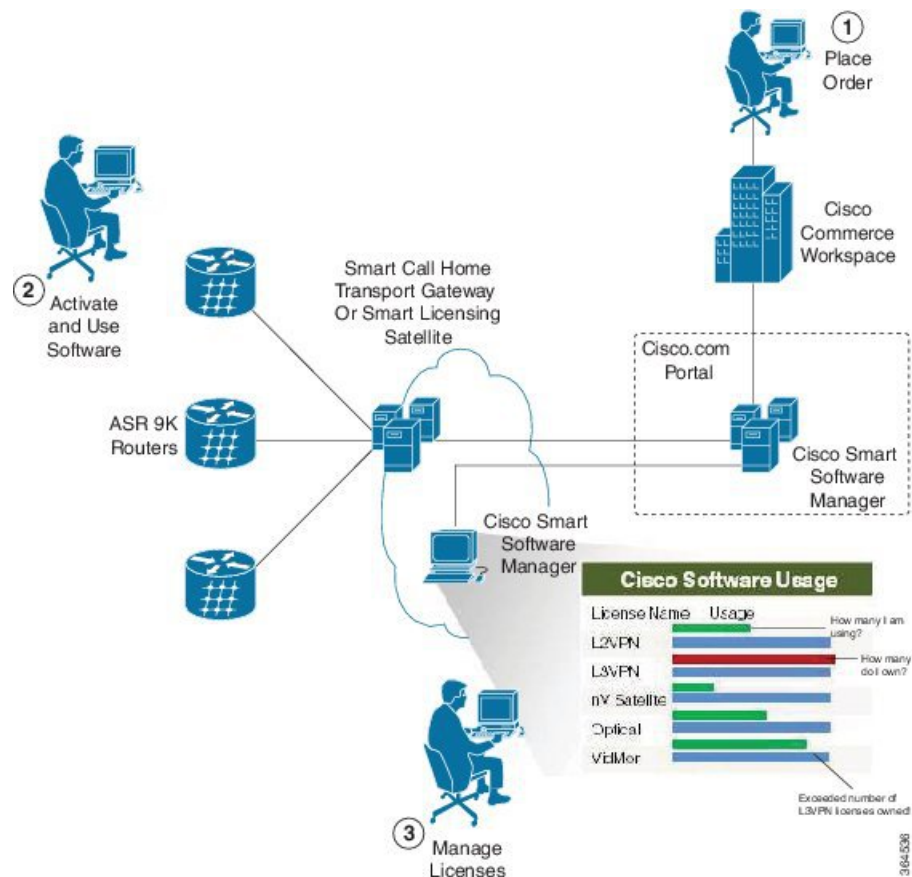 1
Place
Order
Cisco
Commerce
Workspace
2
Activate
and Use
Software
Smart Call Home
Transport Gateway
Or Smart Licensing
Satellite
ASR 9K
Routers
Cisco.com
Portal
Cisco Smart
Software
Manager
Cisco Smart
Software
Manager
Cisco Software Usage
License Name Usage
L2VPN
L3VPN
nV Satellite
Optical
VidMon
How many I am
using?
How many
do I own?
Exceeded number of
L3VPN licenses owned!
3
Manage
Licenses
364536